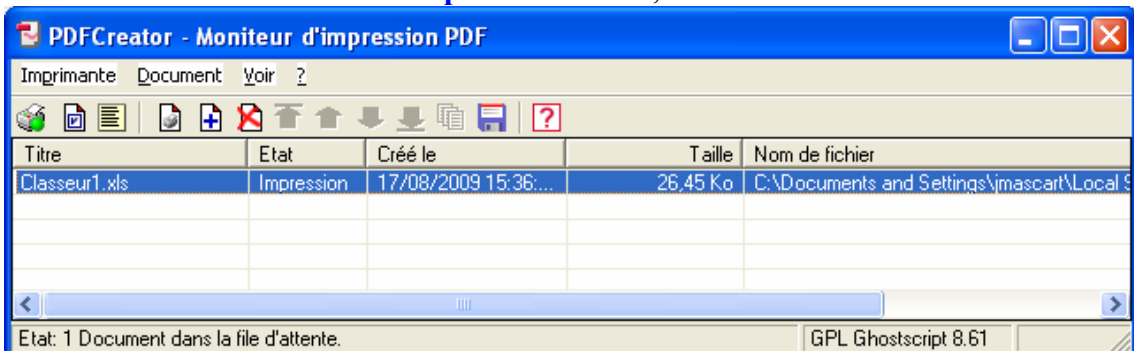 PDFCreator - Moniteur d'impression PDF
Imprimante Document Voir ?
Titre Etat Créé le Taille Nom de fichier
Classeur1.xls Impression 17/08/2009 15:36:... 26,45 Ko C:\Documents and Settings\jmascart\Local S
Etat: 1 Document dans la file d'attente. GPL Ghostscript 8.61